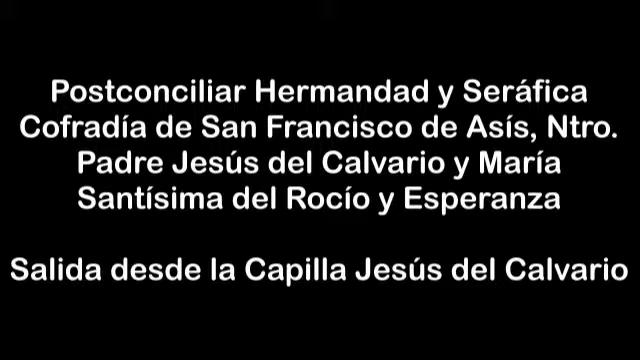 Postconciliar Hermandad y Seráfica
Cofradía de San Francisco de Asís, Ntro.
Padre Jesús del Calvario y María
Santísima del Rocío y Esperanza
Salida desde la Capilla Jesús del Calvario